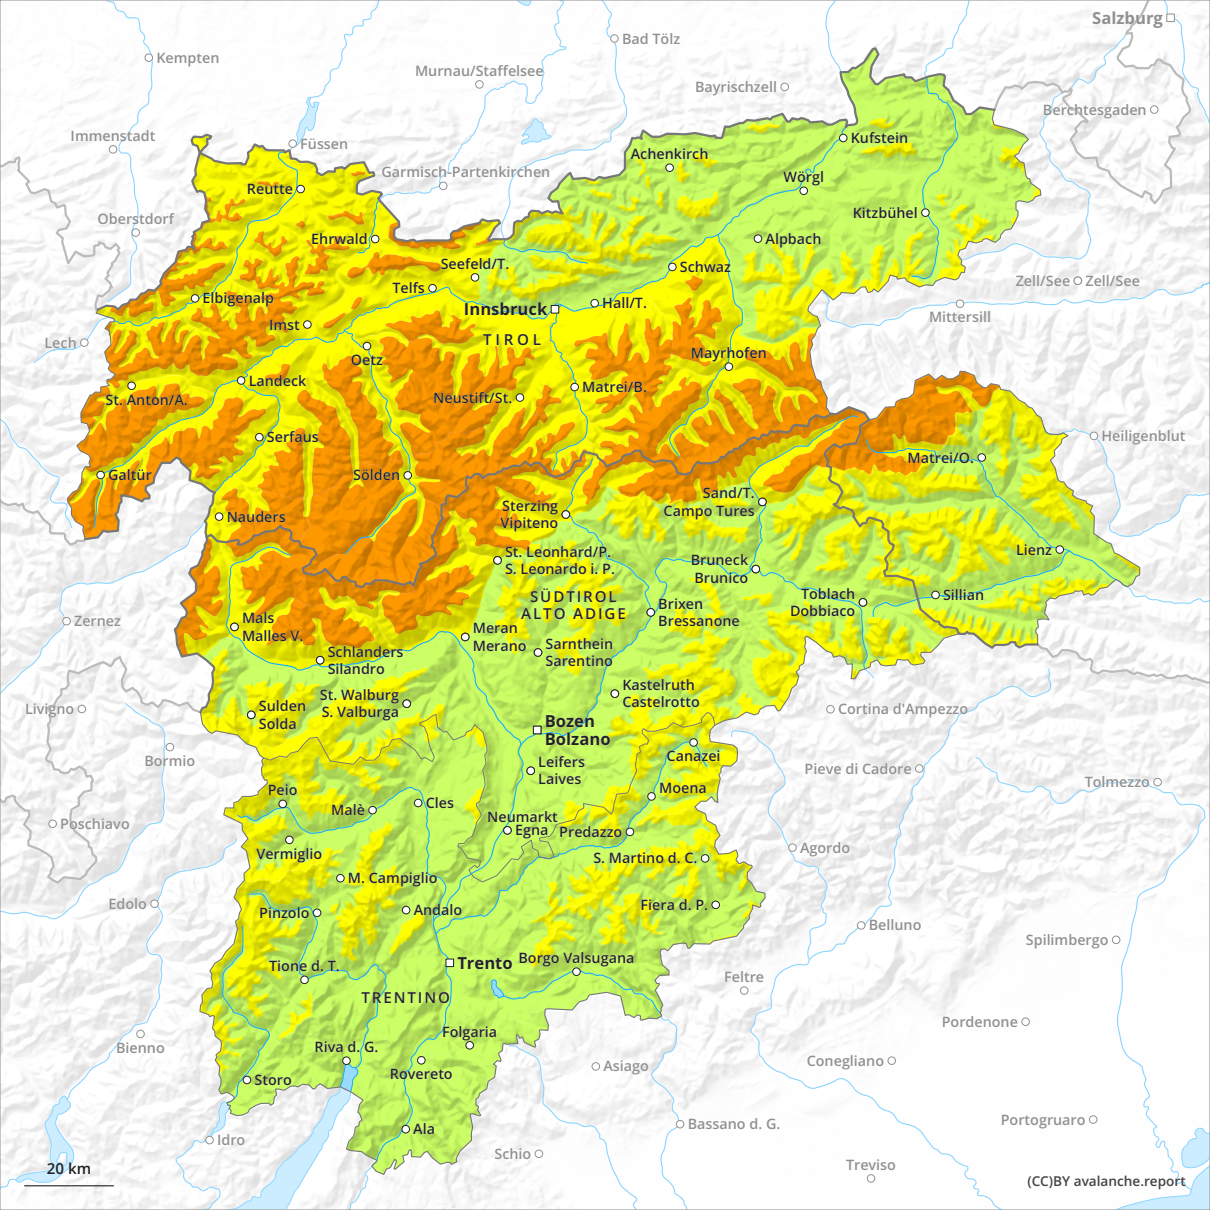 Salzburg
Kempten
Bad Tölz
Murnau/Staffelsee
Bayrischzell
Berchtesgaden
Immenstadt
Füssen
Kufstein
Achenkirch
Garmisch-Partenkirchen
Wörgl
Reutte
Oberstdorf
Kitzbühel
Ehrwald
Alpbach
Seefeld/T.
Schwaz
Zell/See
Zell/See
Telfs
Elbigenalp
Hall/T.
Innsbruck
Mittersill
Imst
TIROL
Lech
Oetz
Mayrhofen
Landeck
Matrei/B.
St. Anton/A.
Neustift/St.
Serfaus
Heiligenblut
Matrei/O.
Galtür
Sölden
Sand/T.
Campo Tures
Sterzing
Vipiteno
Nauders
Lienz
St. Leonhard/P.
S. Leonardo i. P.
Bruneck
Brunico
SÜDTIROL
ALTO ADIGE
Toblach
Dobbiaco
Sillian
Brixen
Bressanone
Zernez
Mals
Malles V.
Meran
Merano
Sarnthein
Sarentino
Schlanders
Silandro
Kastelruth
Castelrotto
St. Walburg
S. Valburga
Sulden
Solda
Livigno
Cortina d'Ampezzo
Bozen
Bolzano
Bormio
Canazei
Leifers
Laives
Pieve di Cadore
Tolmezzo
Peio
Moena
Malè
Cles
Neumarkt
Egna
Predazzo
Poschiavo
Vermiglio
Agordo
S. Martino d. C.
M. Campiglio
Edolo
Pinzolo
Andalo
Fiera d. P.
Belluno
Spilimbergo
Borgo Valsugana
Trento
Tione d. T.
Feltre
TRENTINO
Pordenone
Folgaria
Bienno
Riva d. G.
Conegliano
Asiago
Rovereto
Storo
Portogruaro
Bassano d. G.
Ala
Idro
Schio
Treviso
20 km
(CC)BY avalanche.report